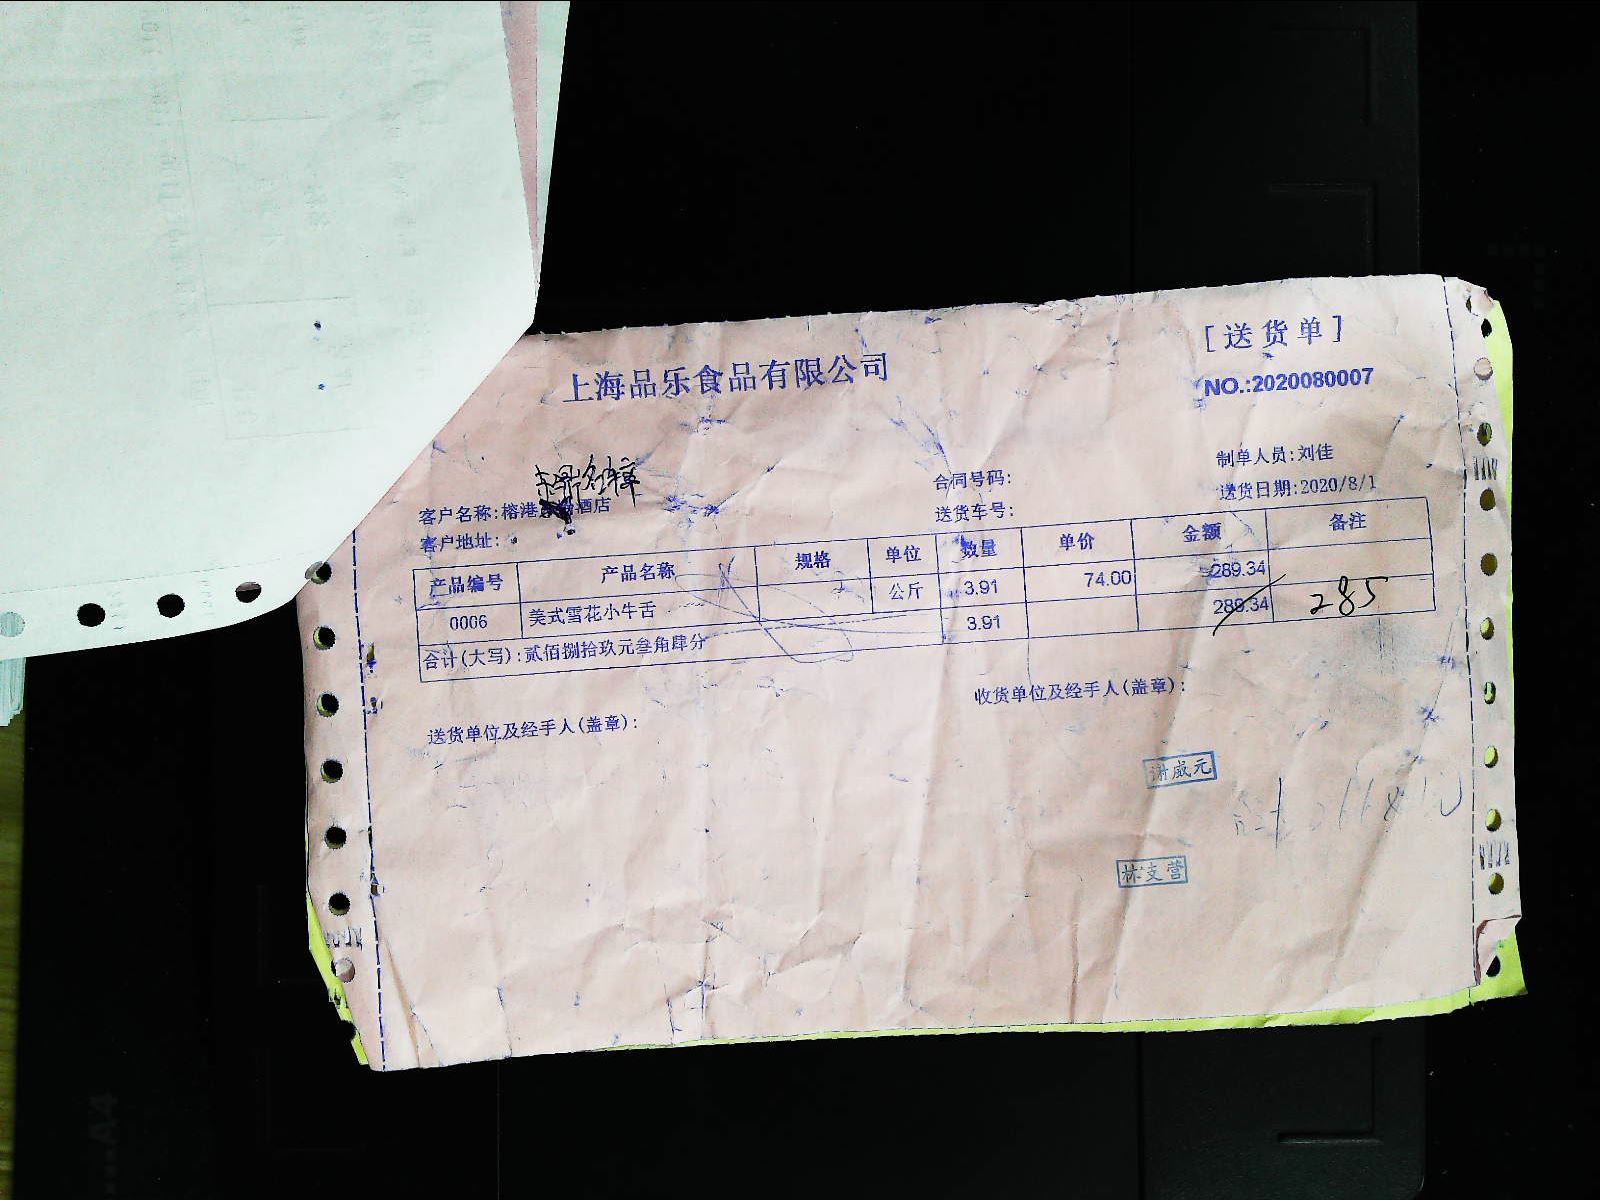 [送货单]
上海品乐食品有限公司
NO.:2020080007
制单人员:刘佳
合同号码:
客户名称:榕港 酒店
送货车号:
送货日期:2020/8/1
客户地址:
产品编号 产品名称 规格 单位 数量 单价 金额 备注
0006 美式雪花小牛舌 公斤 3.91 74.00 289.34
合计(大写):贰佰捌拾玖元叁角肆分 3.91 289.34 285
收货单位及经手人(盖章):
送货单位及经手人(盖章):
谢威元
林支营
A4